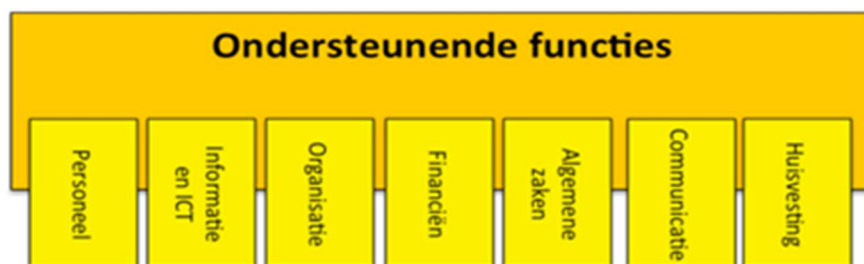 Ondersteunende functies
Personeel
Informatie
en ICT
Organisatie
Financiën
Algemene
zaken
Communicatie
Huisvesting